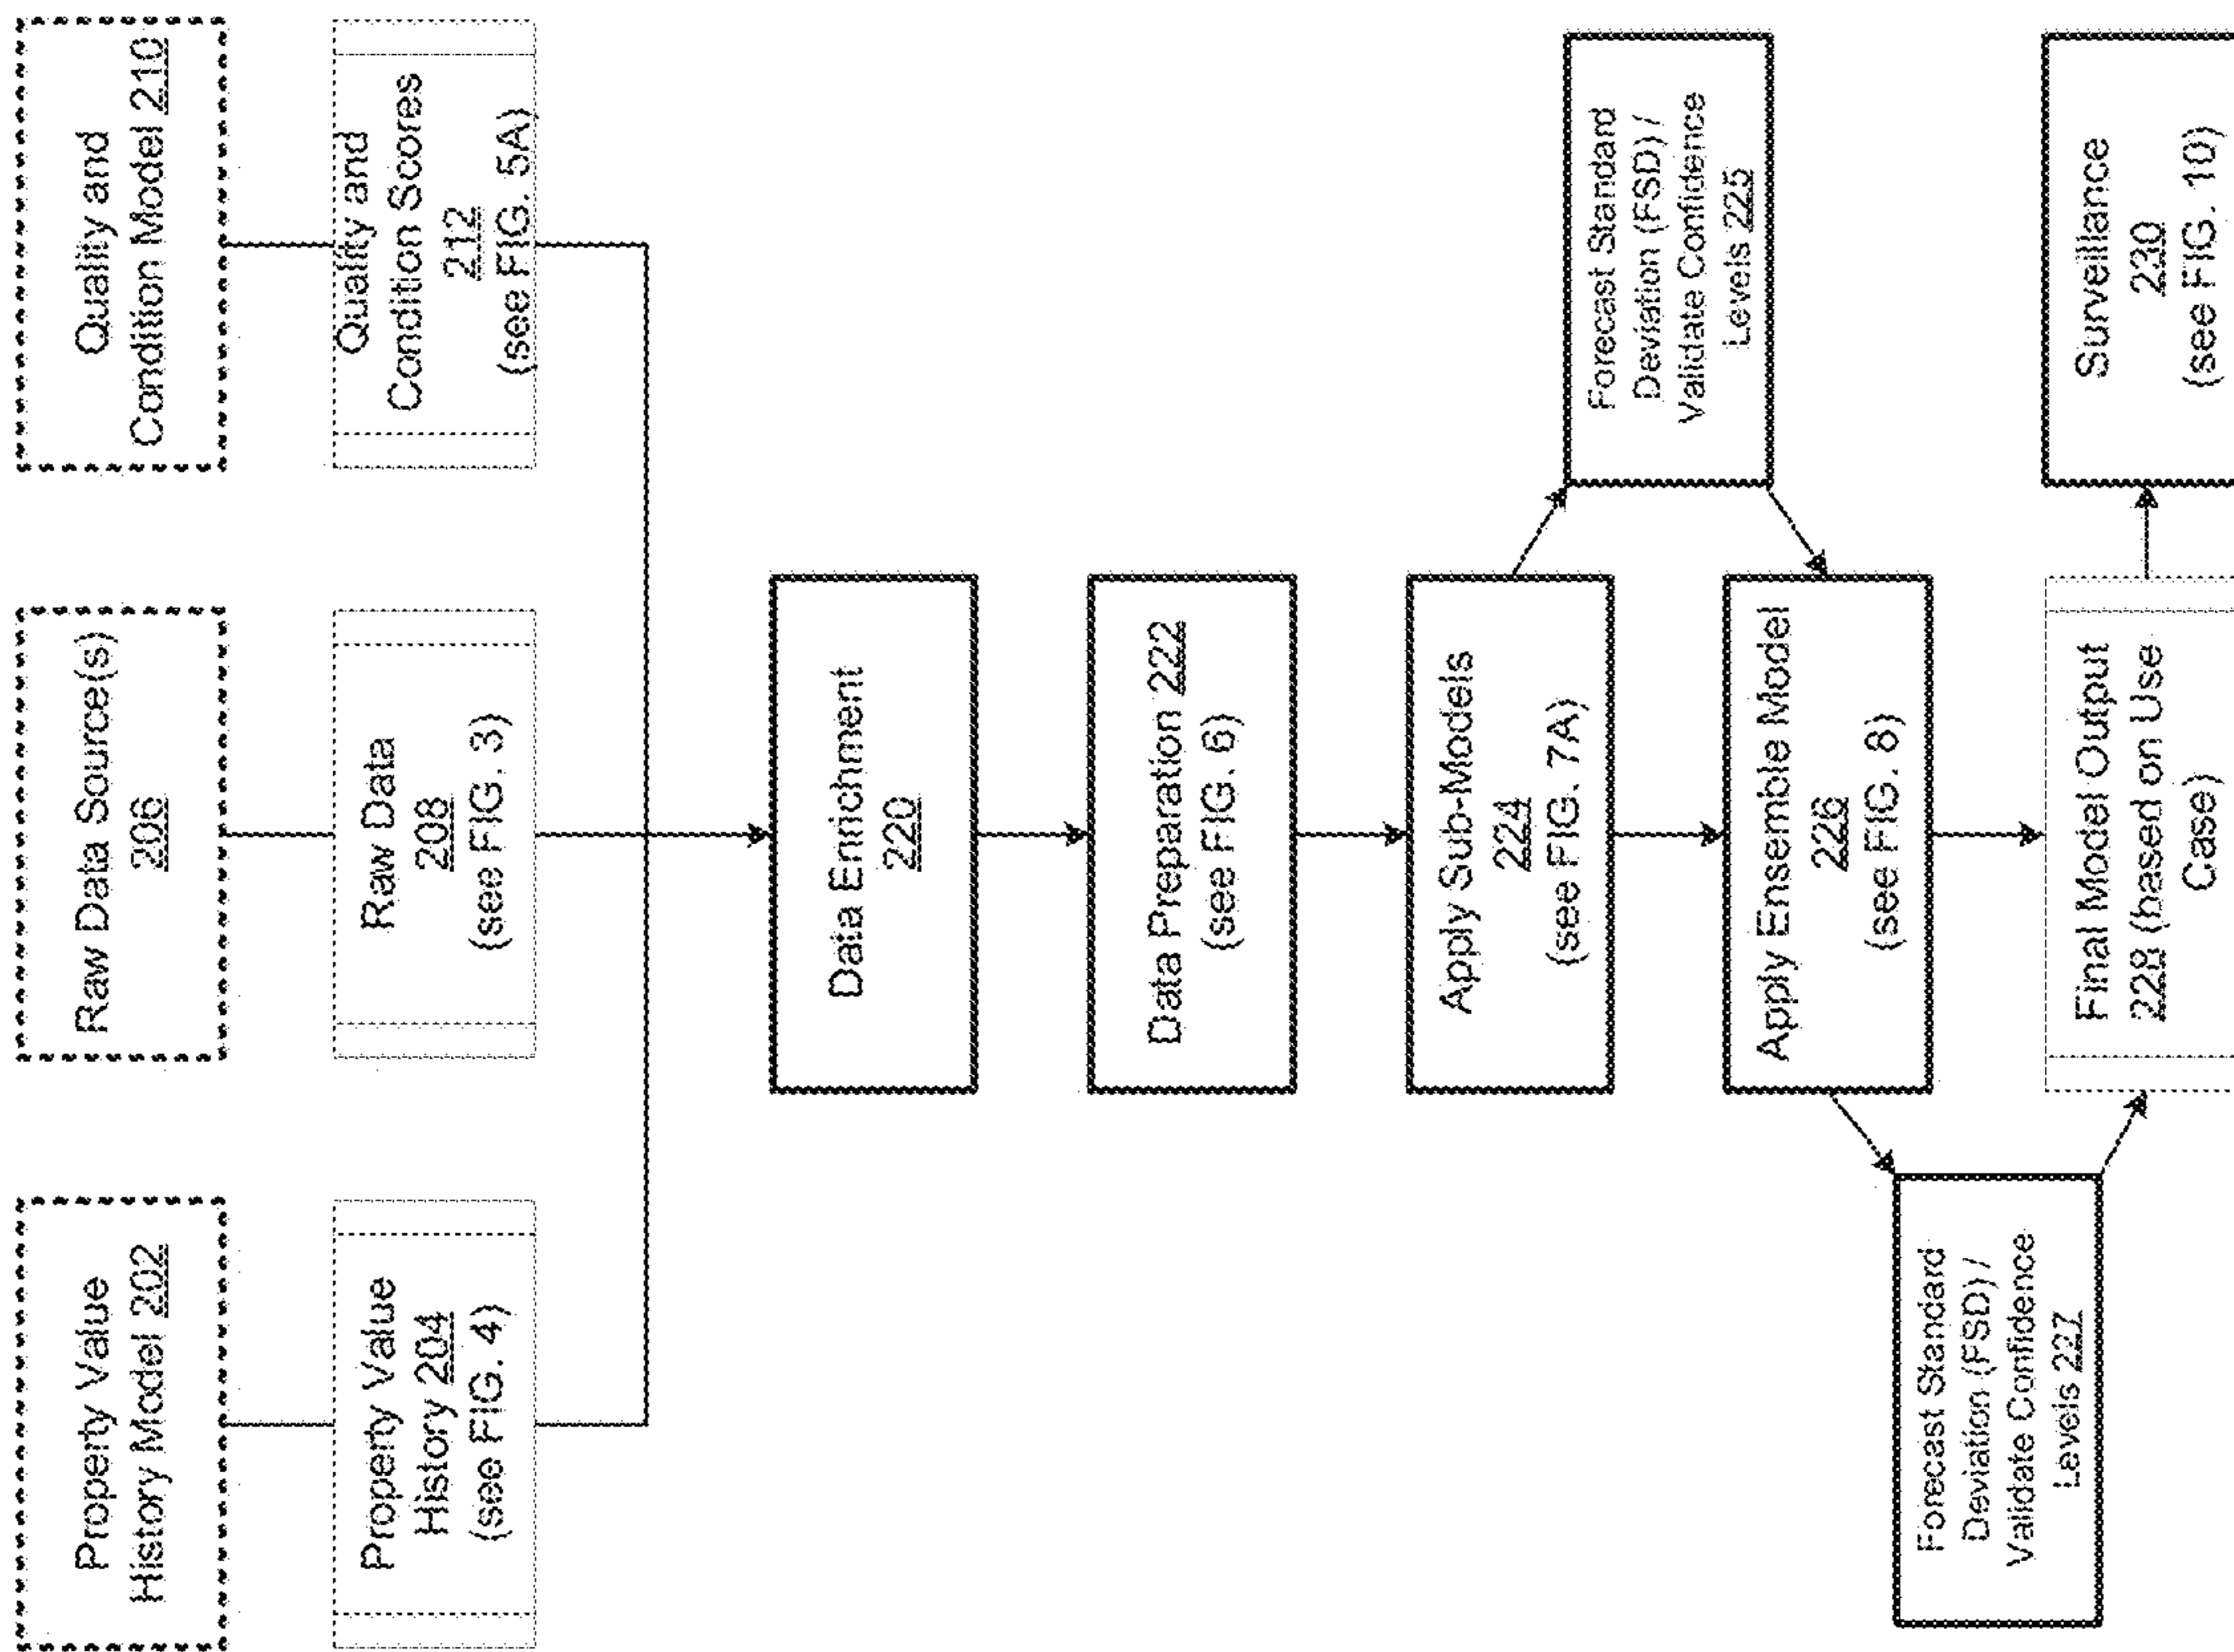 Property Value
History Model 202
Raw Data Source(s)
206
Quality and
Condition Model 210
Property Value
History 204
(see FIG. 4)
Raw Data
208
(see FIG. 3)
Quality and
Condition Scores
212
(see FIG. 5A)
Data Enrichment
220
Data Preparation 222
(see FIG. 6)
Apply Sub-Models
224
(see FIG. 7A)
Forecast Standard
Deviation (FSD) /
Validate Confidence
Levels 225
Apply Ensemble Model
226
(see FIG. 8)
Forecast Standard
Deviation (FSD) /
Validate Confidence
Levels 227
Final Model Output
228 (based on Use
Case)
Surveillance
230
(see FIG. 10)